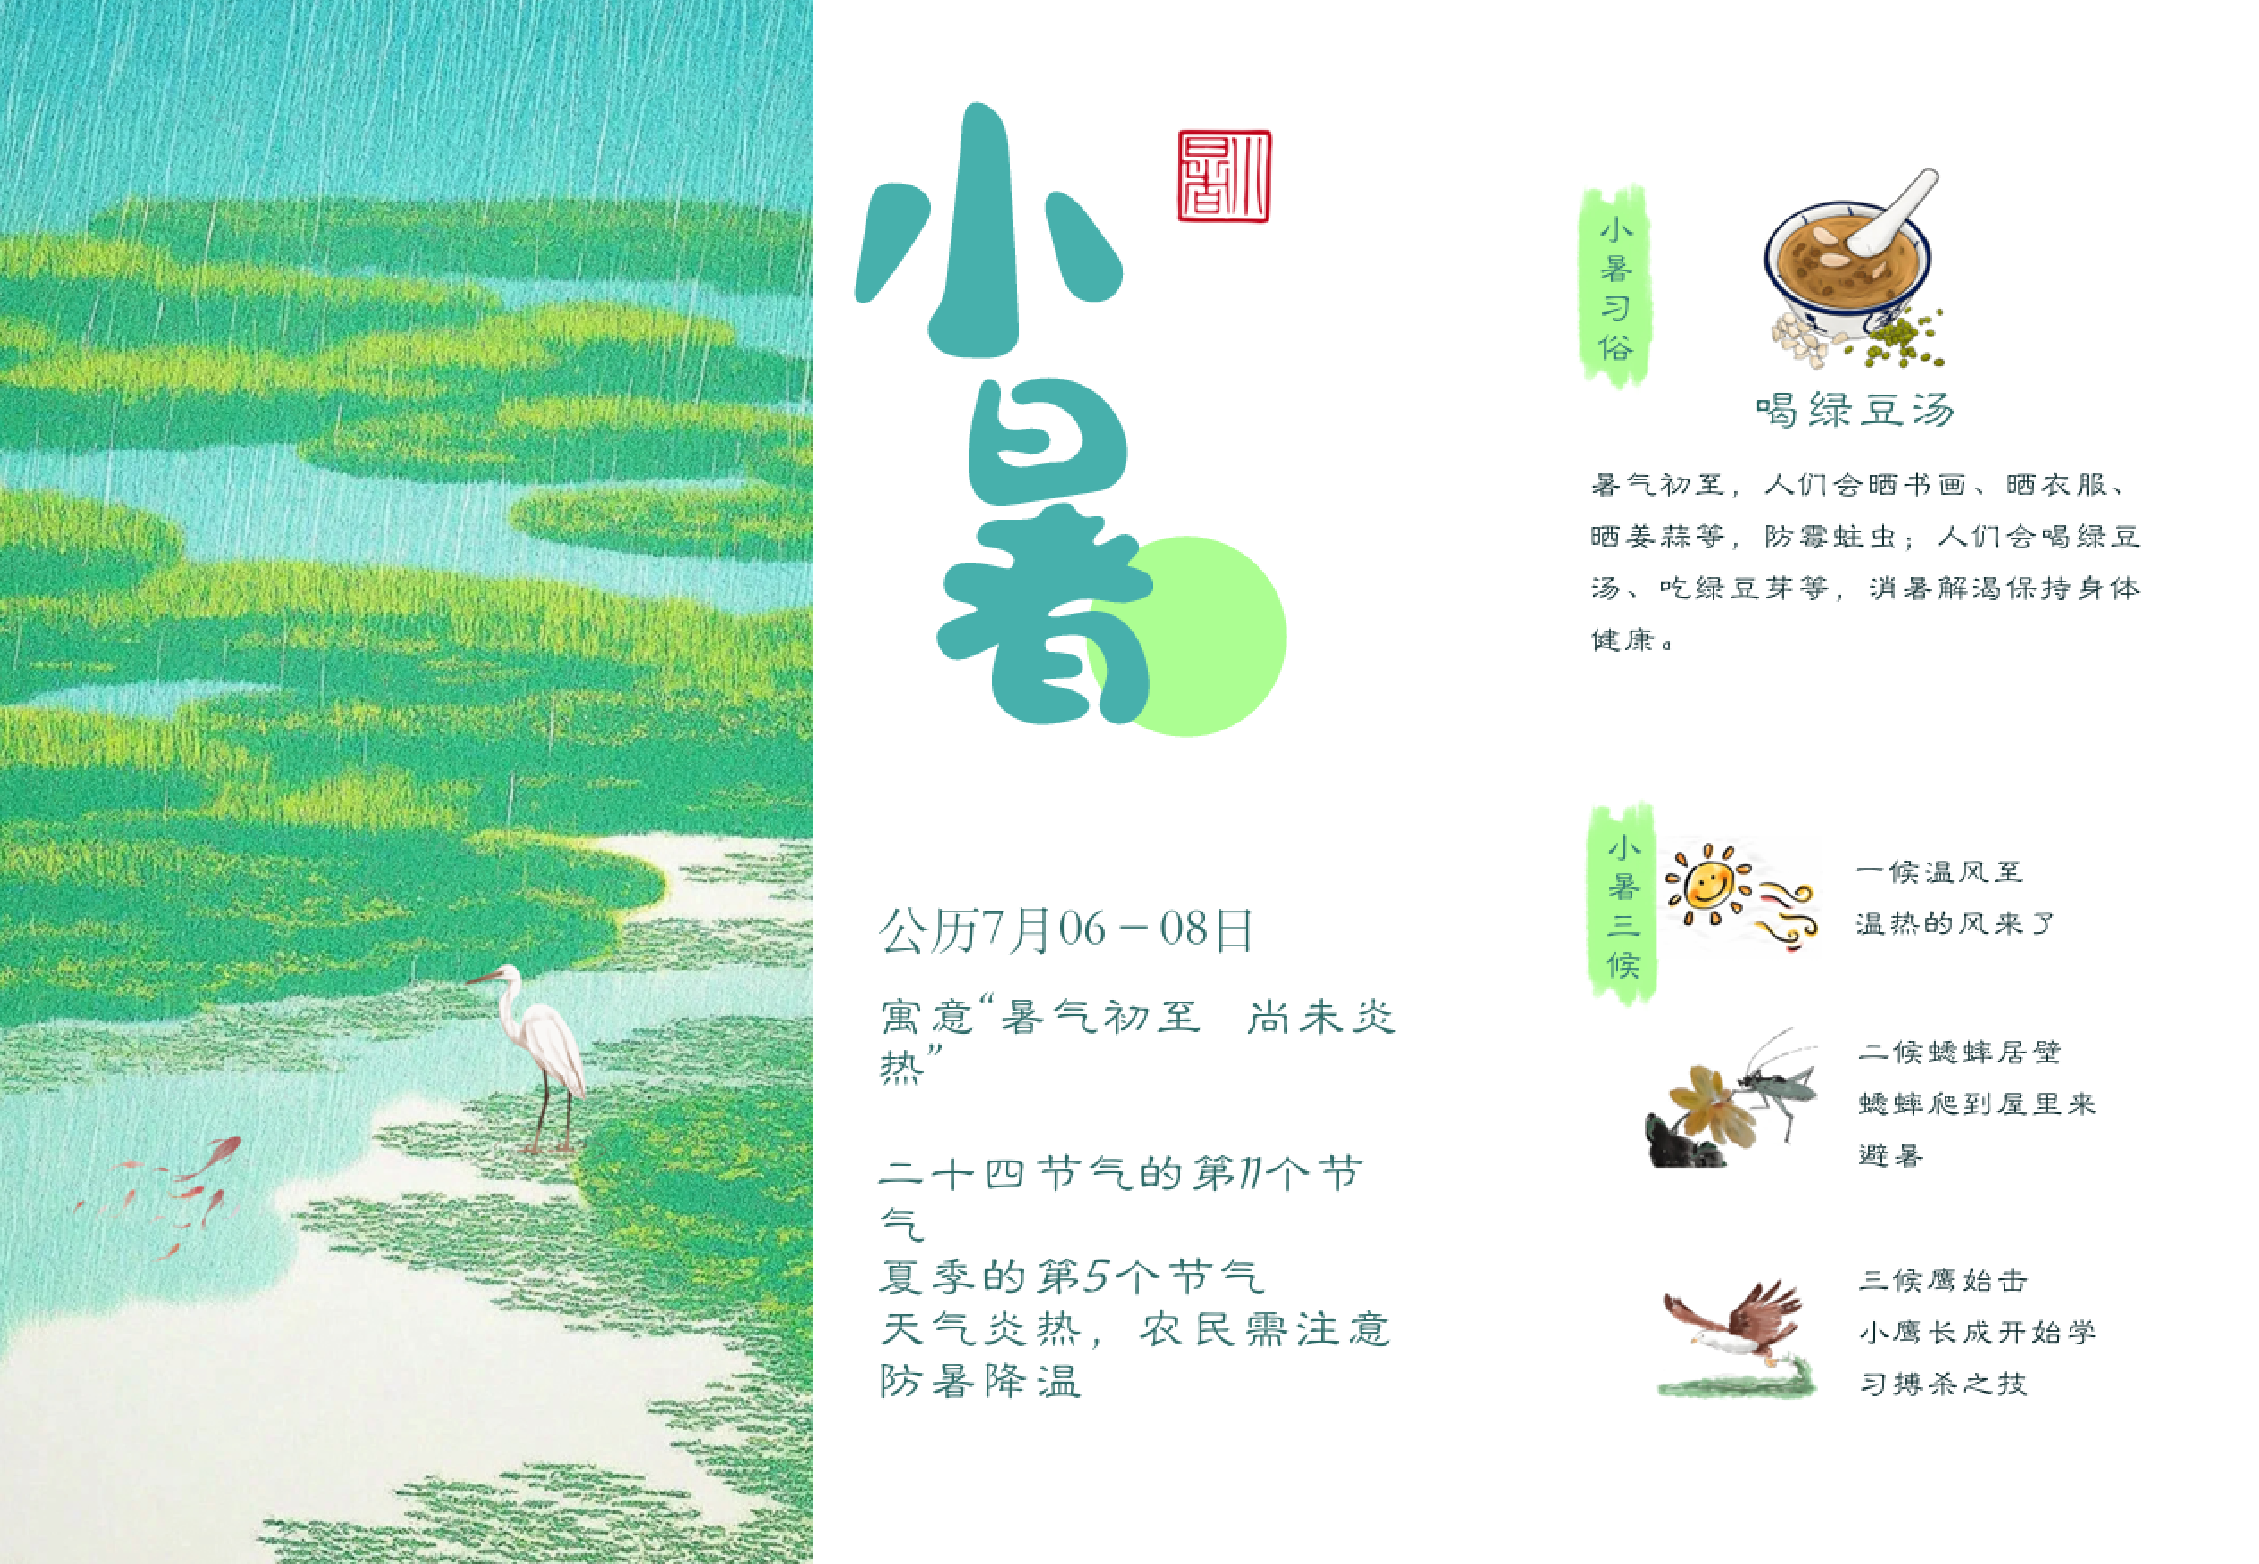 小
暑
小暑
公历7月06－08日
寓意“暑气初至 尚未炎
热”
二十四节气的第11个节
气
夏季的第5个节气
天气炎热，农民需注意
防暑降温
小暑习俗
喝绿豆汤
暑气初至，人们会晒书画、晒衣服、
晒姜蒜等，防霉蛀虫；人们会喝绿豆
汤、吃绿豆芽等，消暑解渴保持身体
健康。
小暑三候
一候温风至
温热的风来了
二候蟋蟀居壁
蟋蟀爬到屋里来
避暑
三候鹰始击
小鹰长成开始学
习搏杀之技